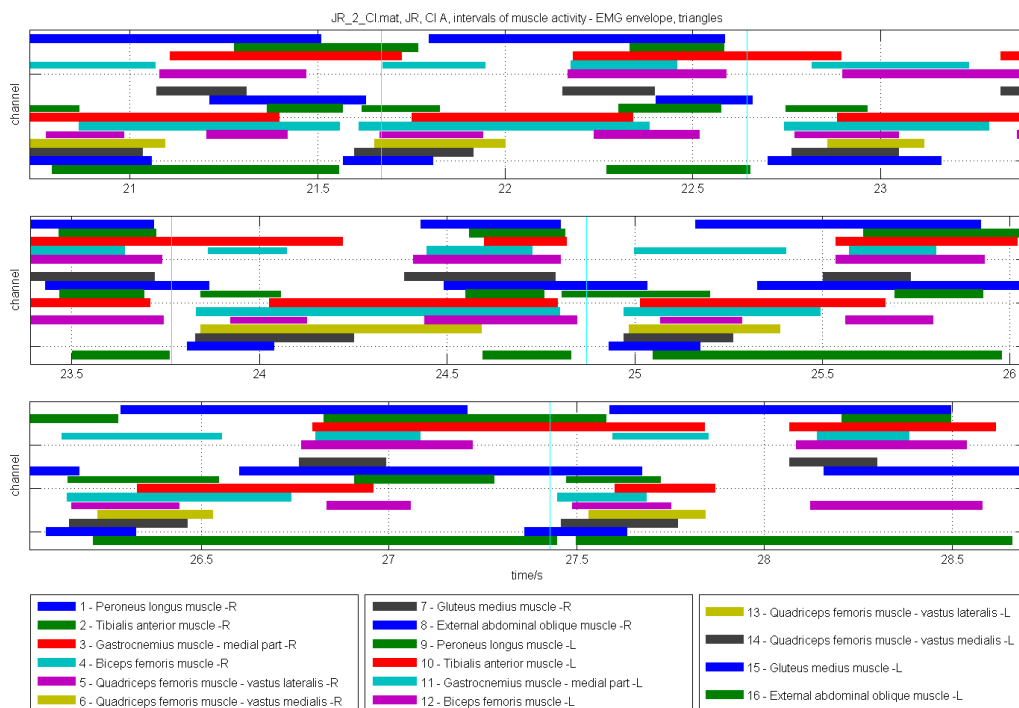 JR_2_CI.mat, JR, CI A, intervals of muscle activity - EMG envelope, triangles
channel
21 21.5 22 22.5 23
channel
23.5 24 24.5 25 25.5 26
channel
26.5 27 27.5 28 28.5
time/s
1 - Peroneus longus muscle -R
2 - Tibialis anterior muscle -R
3 - Gastrocnemius muscle - medial part -R
4 - Biceps femoris muscle -R
5 - Quadriceps femoris muscle - vastus lateralis -R
6 - Quadriceps femoris muscle - vastus medialis -R
7 - Gluteus medius muscle -R
8 - External abdominal oblique muscle -R
9 - Peroneus longus muscle -L
10 - Tibialis anterior muscle -L
11 - Gastrocnemius muscle - medial part -L
12 - Biceps femoris muscle -L
13 - Quadriceps femoris muscle - vastus lateralis -L
14 - Quadriceps femoris muscle - vastus medialis -L
15 - Gluteus medius muscle -L
16 - External abdominal oblique muscle -L